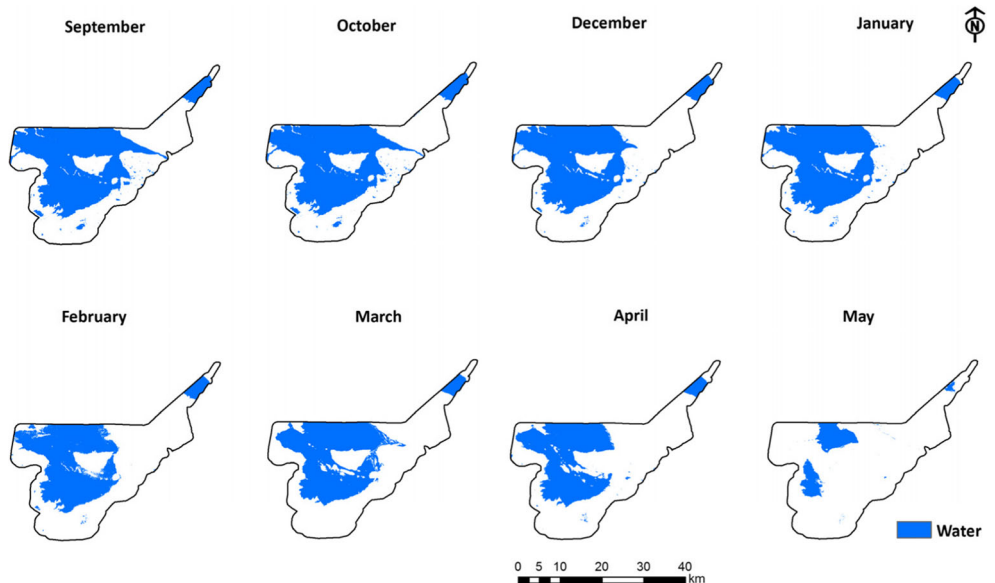 September
October
December
January
N
February
March
April
May
Water
0 5 10 20 30 40
km